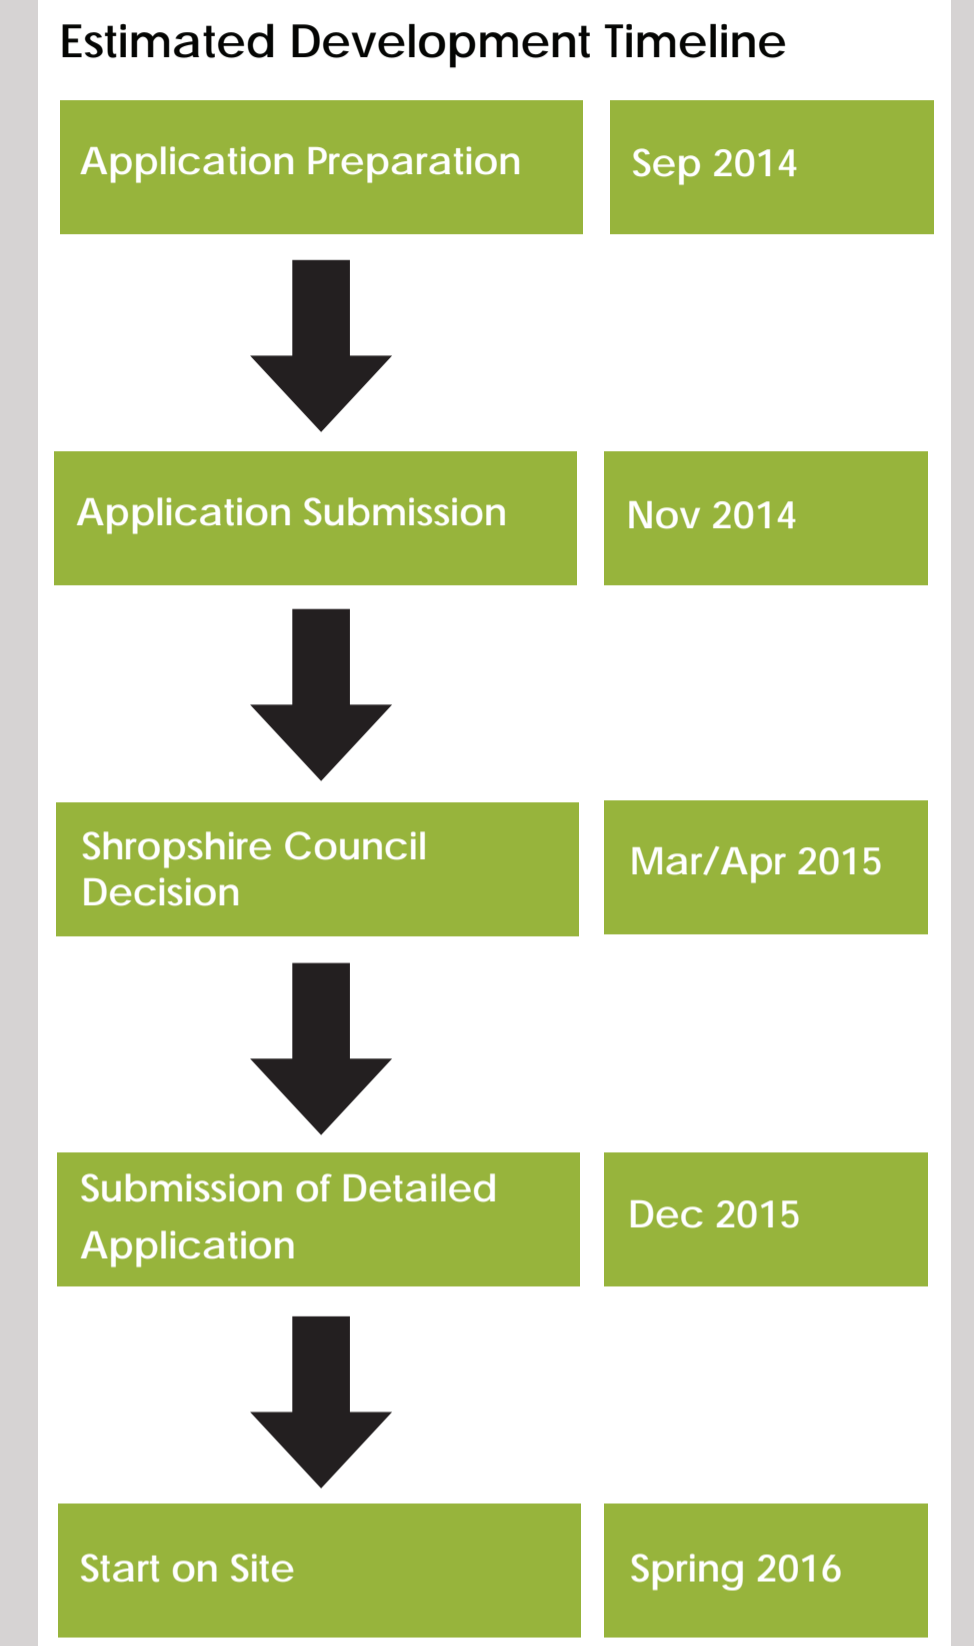 Estimated Development Timeline
Application Preparation
Sep 2014
Application Submission
Nov 2014
Shropshire Council
Decision
Mar/Apr 2015
Submission of Detailed
Application
Dec 2015
Start on Site
Spring 2016